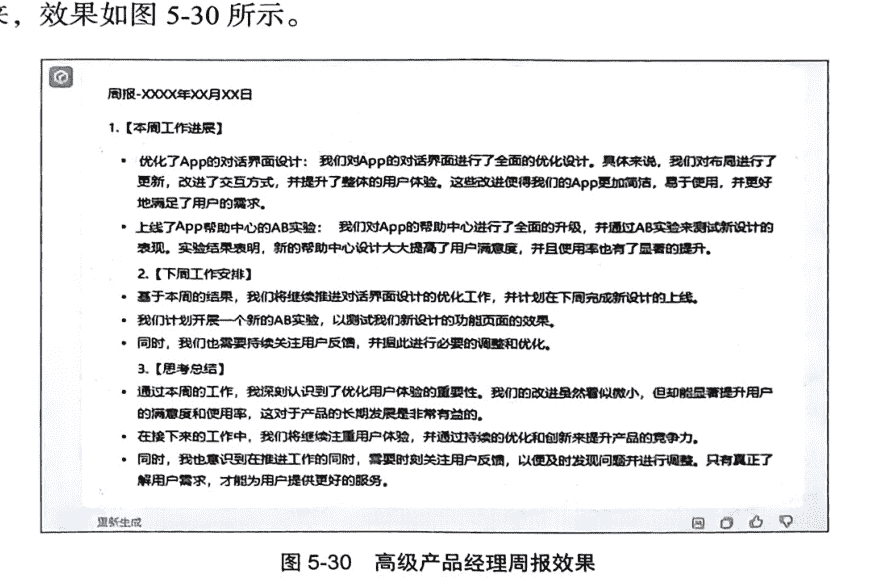 来，效果如图 5-30 所示。
周报-XXXX年XX月XX日
1.【本周工作进展】
• 优化了App的对话界面设计： 我们对App的对话界面进行了全面的优化设计。具体来说，我们对布局进行了
更新，改进了交互方式，并提升了整体的用户体验。这些改进使得我们的App更加简洁，易于使用，并更好
地满足了用户的需求。
• 上线了App帮助中心的AB实验： 我们对App的帮助中心进行了全面的升级，并通过AB实验来测试新设计的
表现。实验结果表明，新的帮助中心设计大大提高了用户满意度，并且使用率也有了显著的提升。
2.【下周工作安排】
• 基于本周的结果，我们将继续推进对话界面设计的优化工作，并计划在下周完成新设计的上线。
• 我们计划开展一个新的AB实验，以测试我们新设计的功能页面的效果。
• 同时，我们也需要持续关注用户反馈，并据此进行必要的调整和优化。
3.【思考总结】
• 通过本周的工作，我深刻认识到了优化用户体验的重要性。我们的改进虽然看似微小，但却能显著提升用户
的满意度和使用率，这对于产品的长期发展是非常有益的。
• 在接下来的工作中，我们将继续注重用户体验，并通过持续的优化和创新来提升产品的竞争力。
• 同时，我也意识到在推进工作的同时，需要时刻关注用户反馈，以便及时发现问题并进行调整。只有真正了
解用户需求，才能为用户提供更好的服务。
重新生成
图 5-30 高级产品经理周报效果